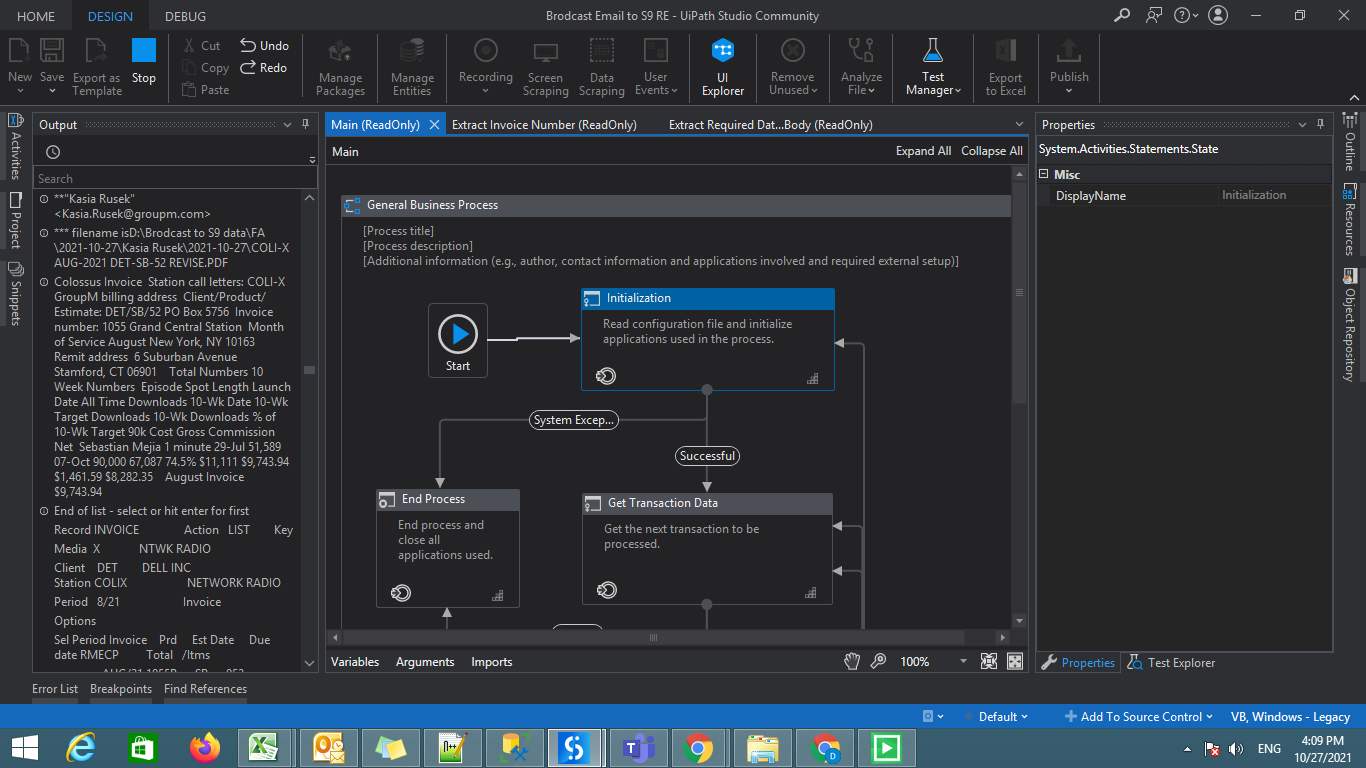 HOME DESIGN DEBUG
Brodcast Email to S9 RE - UiPath Studio Community
New Save Export as Template Stop
Cut Copy Paste
Undo Redo
Manage Packages
Manage Entities
Recording
Screen Scraping
Data Scraping
User Events
UI Explorer
Remove Unused
Analyze File
Test Manager
Export to Excel
Publish
Activities
Project
Snippets
Output
Search
**"Kasia Rusek"
<Kasia.Rusek@groupm.com>
*** filename isD:\Brodcast to S9 data\FA
\2021-10-27\Kasia Rusek\2021-10-27\COLI-X
AUG-2021 DET-SB-52 REVISE.PDF
Colossus Invoice Station call letters: COLI-X
GroupM billing address Client/Product/
Estimate: DET/SB/52 PO Box 5756 Invoice
number: 1055 Grand Central Station Month
of Service August New York, NY 10163
Remit address 6 Suburban Avenue
Stamford, CT 06901 Total Numbers 10
Week Numbers Episode Spot Length Launch
Date All Time Downloads 10-Wk Date 10-Wk
Target Downloads 10-Wk Downloads % of
10-Wk Target 90k Cost Gross Commission
Net Sebastian Mejia 1 minute 29-Jul 51,589
07-Oct 90,000 67,087 74.5% $11,111 $9,743.94
$1,461.59 $8,282.35 August Invoice
$9,743.94
End of list - select or hit enter for first
Record INVOICE Action LIST Key
Media X NTWK RADIO
Client DET DELL INC
Station COLIX NETWORK RADIO
Period 8/21 Invoice
Options
Sel Period Invoice Prd Est Date Due
date RMECP Total /Itms
Error List Breakpoints Find References
Main (ReadOnly) Extract Invoice Number (ReadOnly) Extract Required Dat...Body (ReadOnly)
Main
Expand All Collapse All
General Business Process
[Process title]
[Process description]
[Additional information (e.g., author, contact information and applications involved and required external setup)]
Start
Initialization
Read configuration file and initialize
applications used in the process.
System Excep...
Successful
End Process
End process and
close all
applications used.
Get Transaction Data
Get the next transaction to be
processed.
Variables Arguments Imports
100%
Properties
System.Activities.Statements.State
Misc
DisplayName Initialization
Properties Test Explorer
Outline
Resources
Object Repository
Default
Add To Source Control
VB, Windows - Legacy
ENG
4:09 PM
10/27/2021